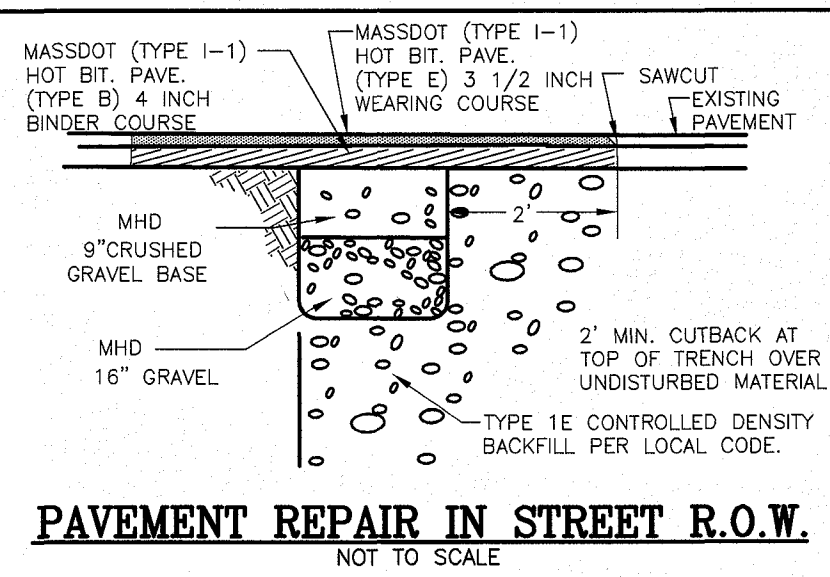 MASSDOT (TYPE I-1)
HOT BIT. PAVE.
(TYPE B) 4 INCH
BINDER COURSE
MASSDOT (TYPE I-1)
HOT BIT. PAVE.
(TYPE E) 3 1/2 INCH
WEARING COURSE
SAWCUT
EXISTING
PAVEMENT
MHD
9"CRUSHED
GRAVEL BASE
2'
MHD
16" GRAVEL
2' MIN. CUTBACK AT
TOP OF TRENCH OVER
UNDISTURBED MATERIAL
TYPE 1E CONTROLLED DENSITY
BACKFILL PER LOCAL CODE.
PAVEMENT REPAIR IN STREET R.O.W.
NOT TO SCALE